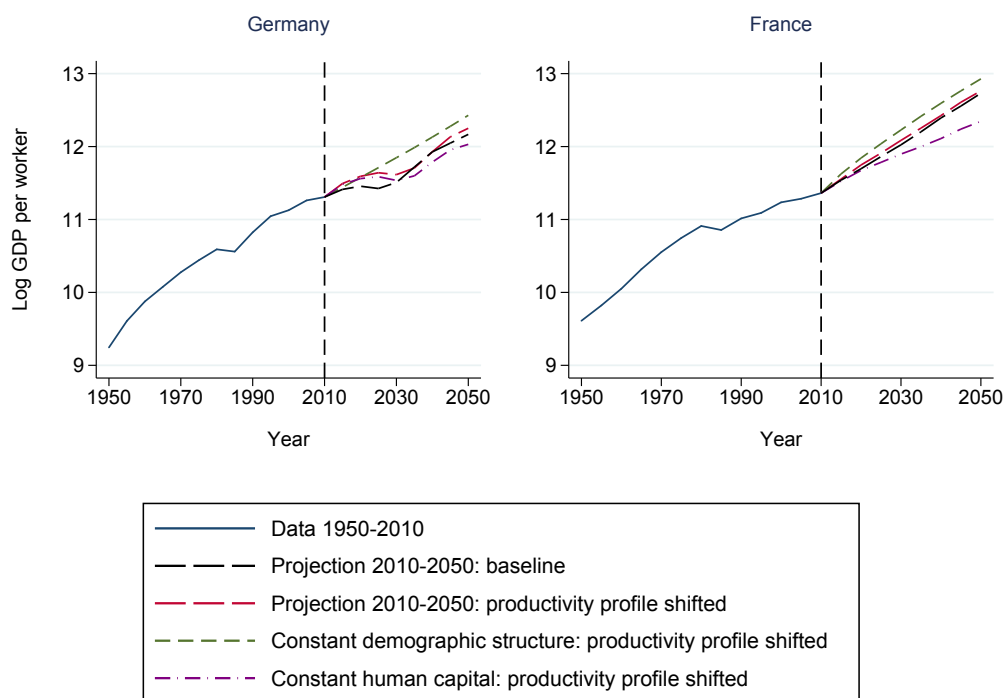 Germany
France
Log GDP per worker
13
12
11
10
9
1950 1970 1990 2010 2030 2050
Year
13
12
11
10
9
1950 1970 1990 2010 2030 2050
Year
Data 1950-2010
Projection 2010-2050: baseline
Projection 2010-2050: productivity profile shifted
Constant demographic structure: productivity profile shifted
Constant human capital: productivity profile shifted